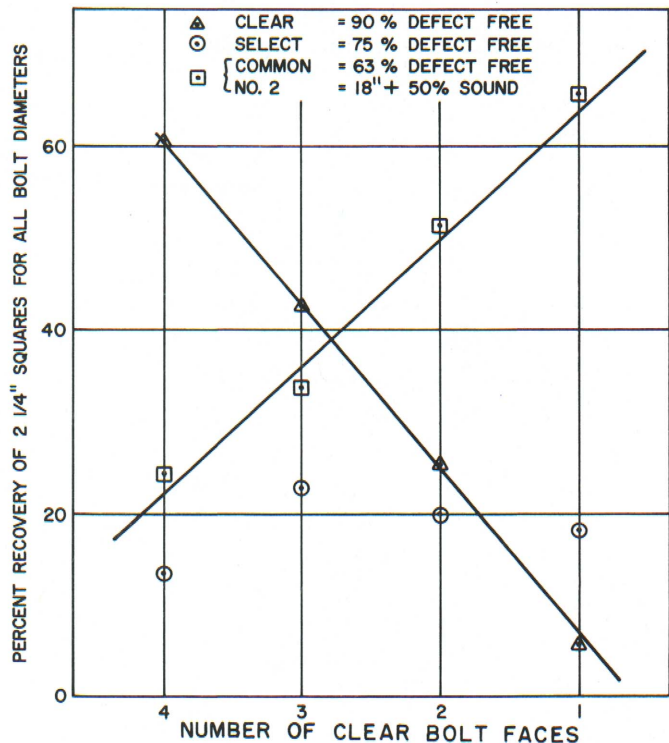 CLEAR = 90 % DEFECT FREE
SELECT = 75 % DEFECT FREE
COMMON = 63 % DEFECT FREE
NO. 2 = 18" + 50% SOUND
PERCENT RECOVERY OF 2 1/4" SQUARES FOR ALL BOLT DIAMETERS
60
40
20
0
4 3 2 1
NUMBER OF CLEAR BOLT FACES